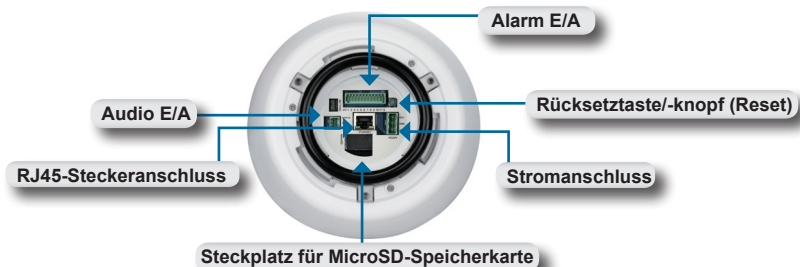 Alarm E/A
Rücksetztaste/-knopf (Reset)
Audio E/A
RJ45-Steckeranschluss
Stromanschluss
Steckplatz für MicroSD-Speicherkarte